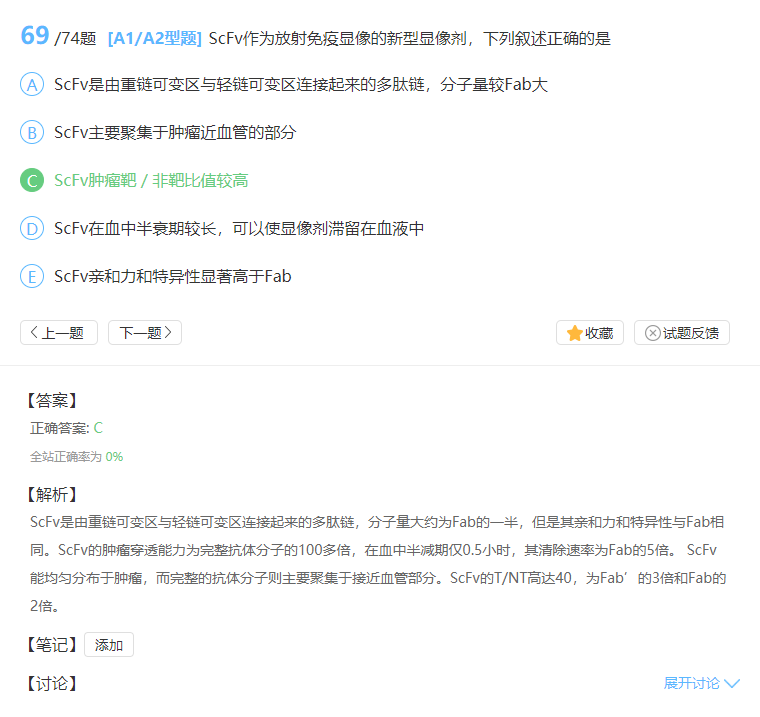 69 /74题 [A1/A2型题] ScFv作为放射免疫显像的新型显像剂，下列叙述正确的是
A ScFv是由重链可变区与轻链可变区连接起来的多肽链，分子量较Fab大
B ScFv主要聚集于肿瘤近血管的部分
C ScFv肿瘤靶 / 非靶比值较高
D ScFv在血中半衰期较长，可以使显像剂滞留在血液中
E ScFv亲和力和特异性显著高于Fab
上一题 下一题 收藏 试题反馈
【答案】
正确答案: C
全站正确率为 0%
【解析】
ScFv是由重链可变区与轻链可变区连接起来的多肽链，分子量大约为Fab的一半，但是其亲和力和特异性与Fab相
同。ScFv的肿瘤穿透能力为完整抗体分子的100多倍，在血中半减期仅0.5小时，其清除速率为Fab的5倍。 ScFv
能均匀分布于肿瘤，而完整的抗体分子则主要聚集于接近血管部分。ScFv的T/NT高达40，为Fab′的3倍和Fab的
2倍。
【笔记】 添加
【讨论】 展开讨论